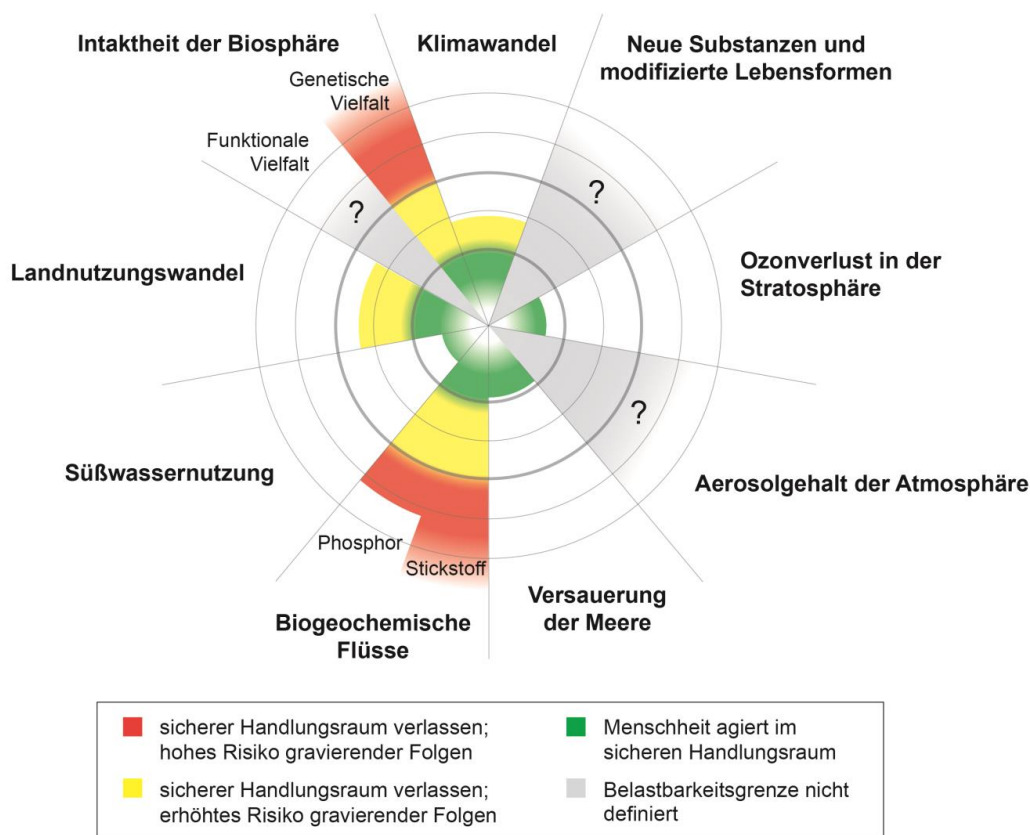 Intaktheit der Biosphäre
Klimawandel
Neue Substanzen und
modifizierte Lebensformen
Genetische
Vielfalt
Funktionale
Vielfalt
?
?
Landnutzungswandel
Ozonverlust in der
Stratosphäre
?
Süßwassernutzung
Aerosolgehalt der Atmosphäre
Phosphor
Stickstoff
Biogeochemische
Flüsse
Versauerung
der Meere
sicherer Handlungsraum verlassen;
hohes Risiko gravierender Folgen
Menschheit agiert im
sicheren Handlungsraum
sicherer Handlungsraum verlassen;
erhöhtes Risiko gravierender Folgen
Belastbarkeitsgrenze nicht
definiert